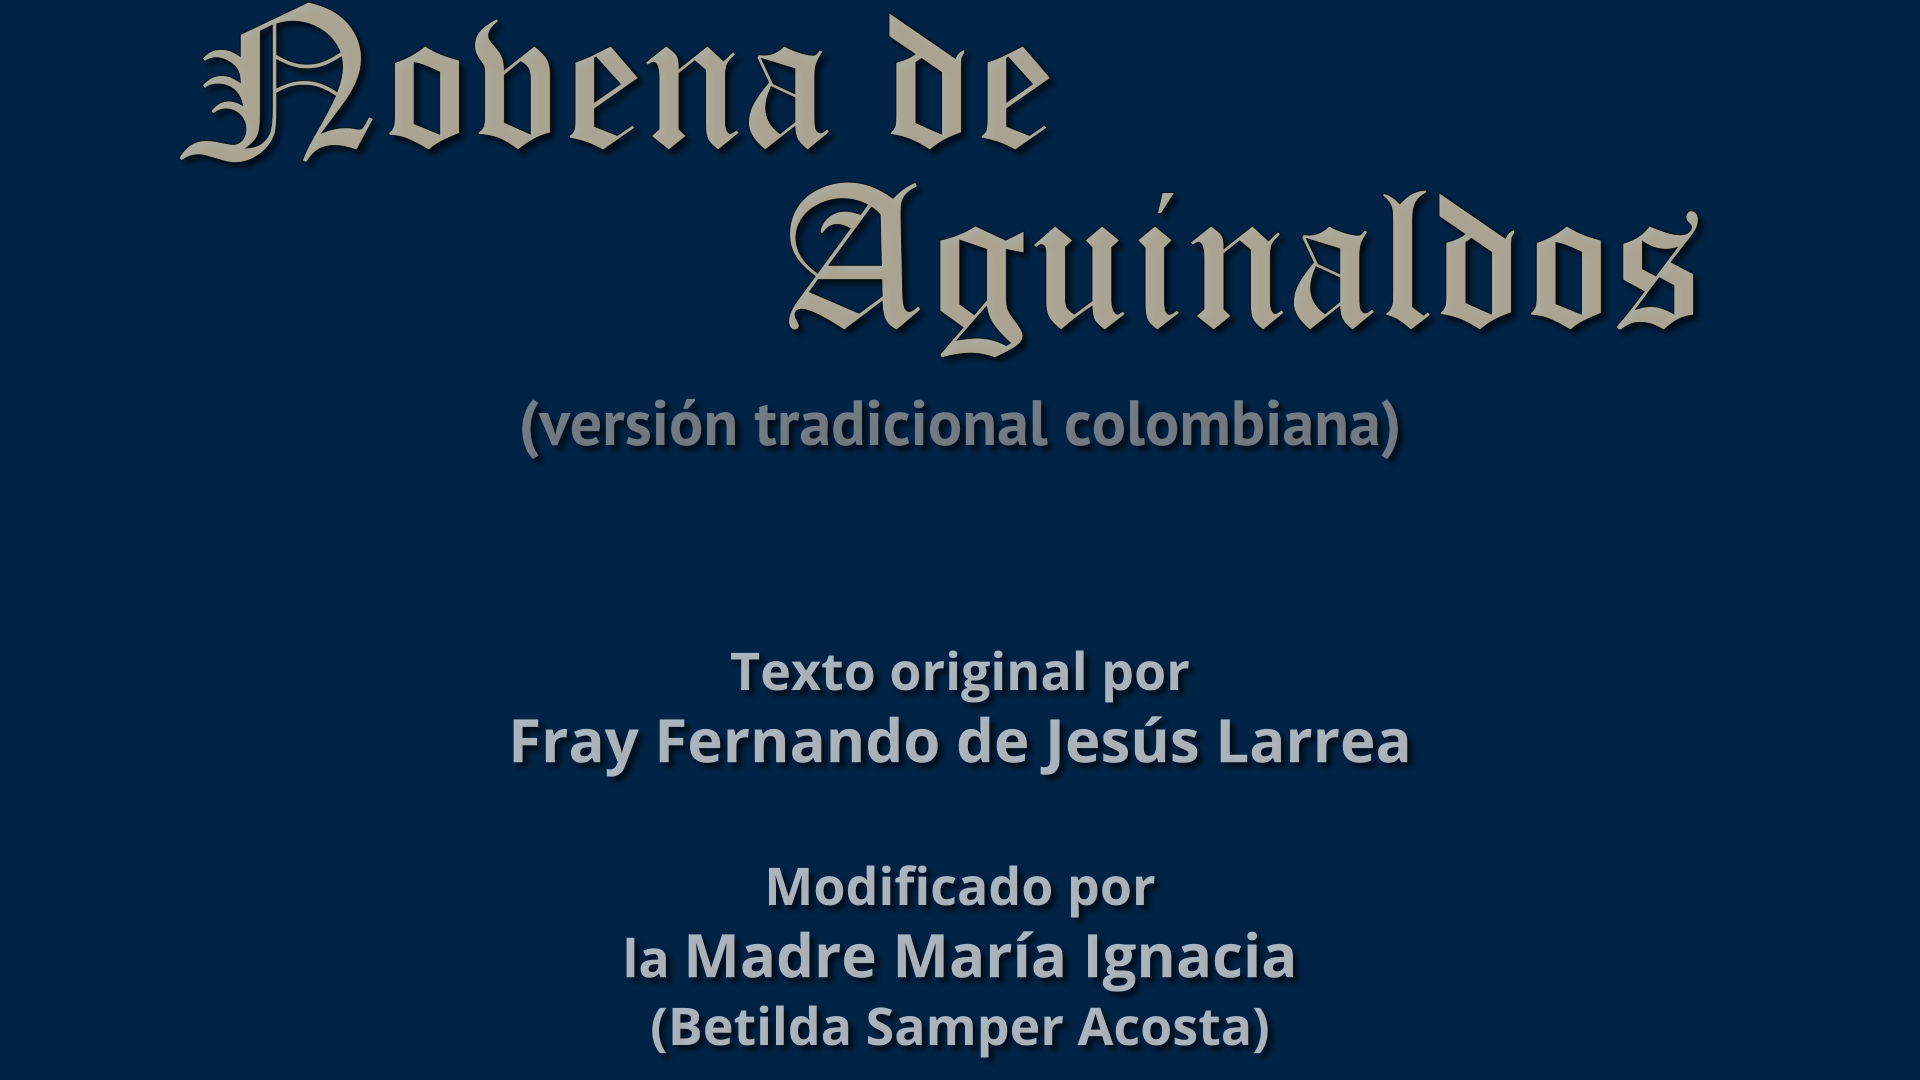 Novena de
Aguinaldos
(versión tradicional colombiana)
Texto original por
Fray Fernando de Jesús Larrea
Modificado por
la Madre María Ignacia
(Betilda Samper Acosta)